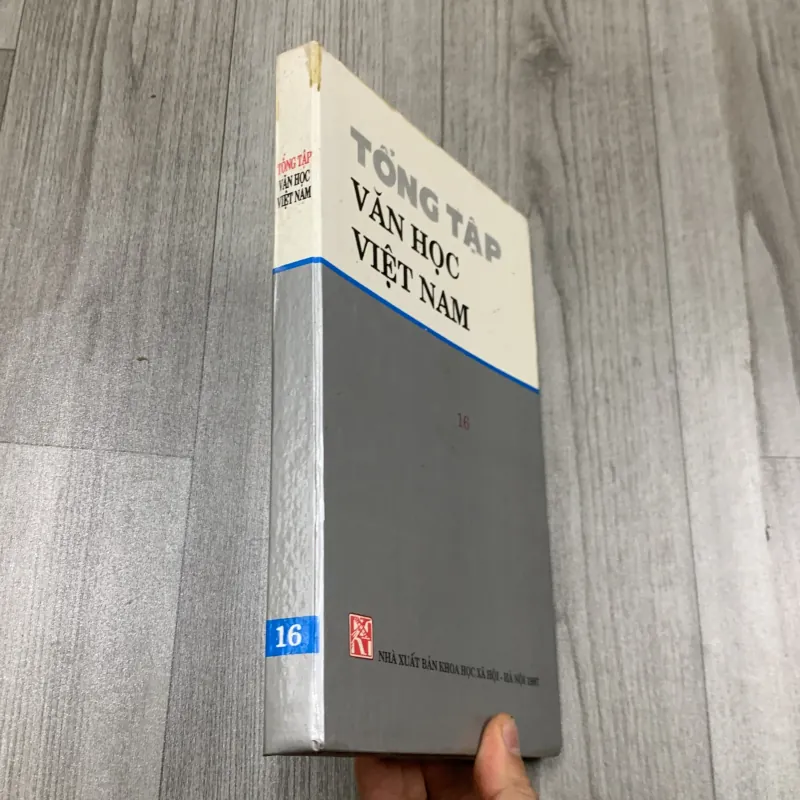 TỔNG TẬP
VĂN HỌC
VIỆT NAM
16
TỔNG TẬP
VĂN HỌC
VIỆT NAM
16
NHÀ XUẤT BẢN KHOA HỌC XÃ HỘI - HÀ NỘI 1997